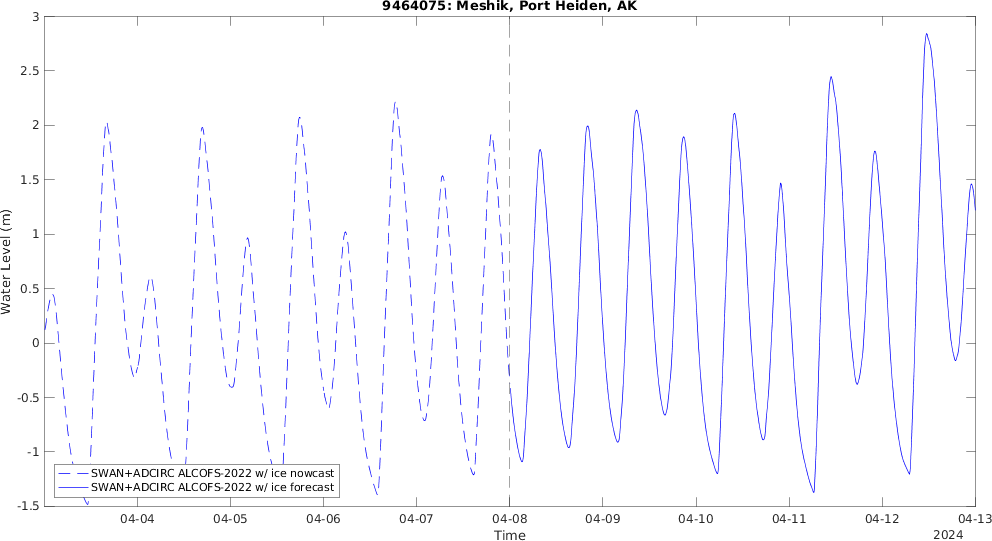 9464075: Meshik, Port Heiden, AK
3
2.5
2
1.5
1
0.5
0
-0.5
-1
-1.5
Water Level (m)
SWAN+ADCIRC ALCOFS-2022 w/ ice nowcast
SWAN+ADCIRC ALCOFS-2022 w/ ice forecast
04-04 04-05 04-06 04-07 04-08 04-09 04-10 04-11 04-12 04-13
Time
2024